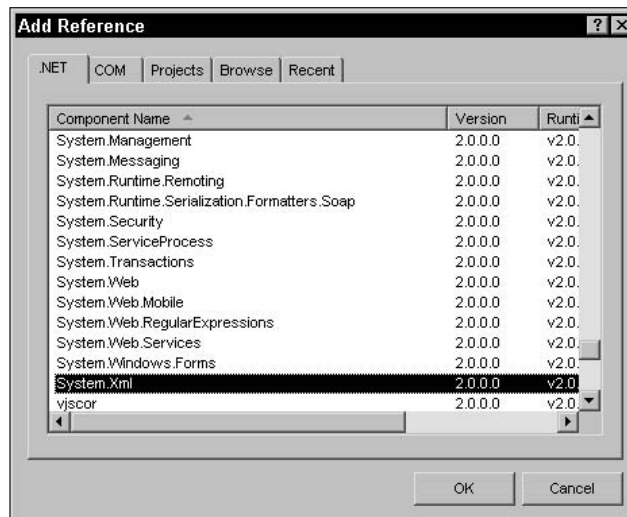 Add Reference ? X
.NET COM Projects Browse Recent
Component Name Version Runti
System.Management 2.0.0.0 v2.0.
System.Messaging 2.0.0.0 v2.0.
System.Runtime.Remoting 2.0.0.0 v2.0.
System.Runtime.Serialization.Formatters.Soap 2.0.0.0 v2.0.
System.Security 2.0.0.0 v2.0.
System.ServiceProcess 2.0.0.0 v2.0.
System.Transactions 2.0.0.0 v2.0.
System.Web 2.0.0.0 v2.0.
System.Web.Mobile 2.0.0.0 v2.0.
System.Web.RegularExpressions 2.0.0.0 v2.0.
System.Web.Services 2.0.0.0 v2.0.
System.Windows.Forms 2.0.0.0 v2.0.
System.Xml 2.0.0.0 v2.0.
vjscor 2.0.0.0 v2.0.
OK Cancel